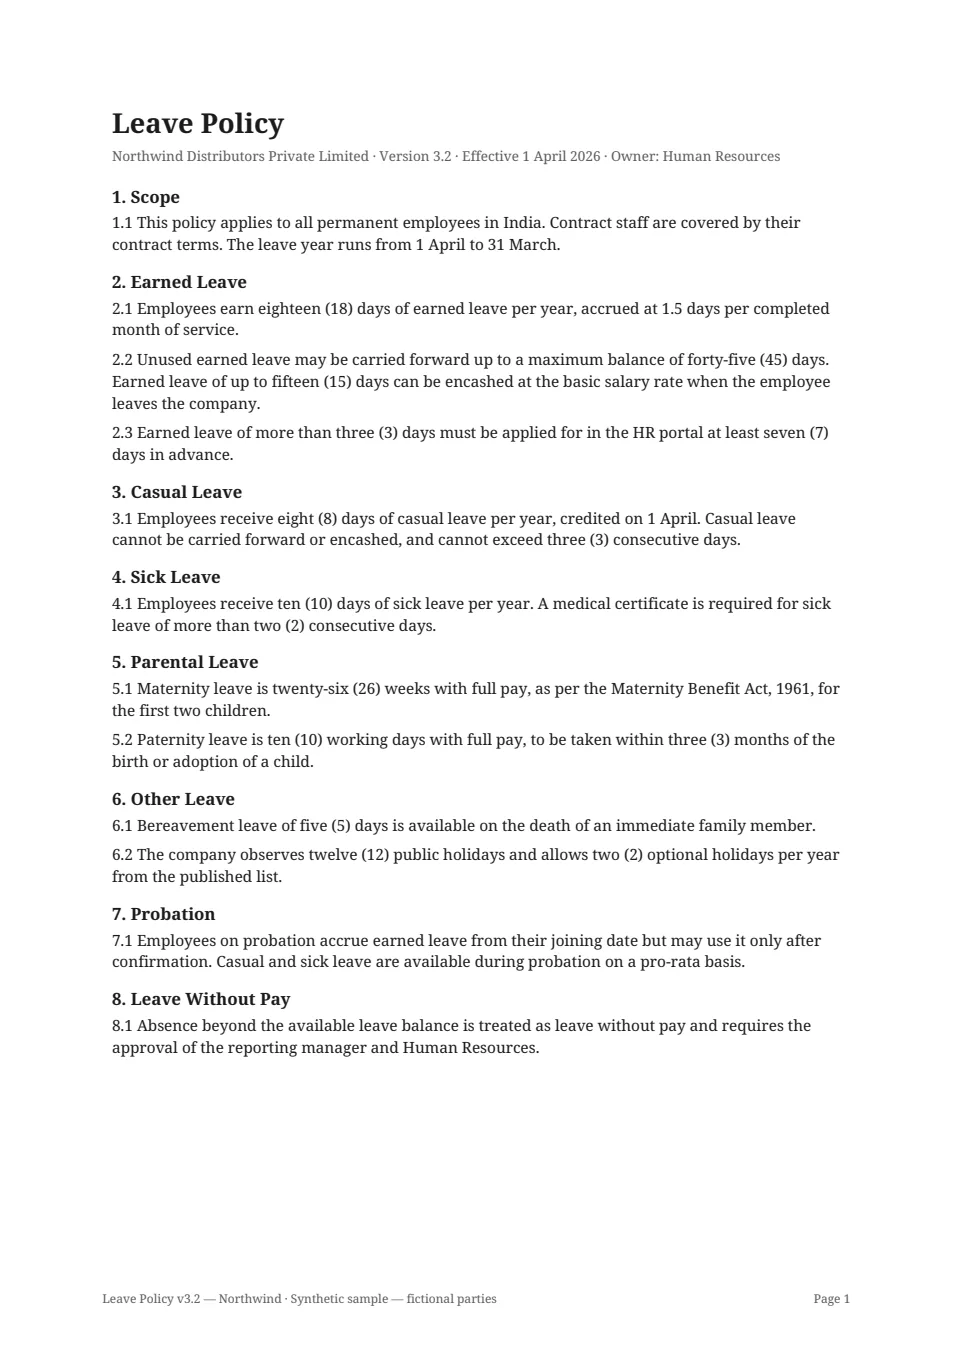 Leave Policy
Northwind Distributors Private Limited · Version 3.2 · Effective 1 April 2026 · Owner: Human Resources
1. Scope
1.1 This policy applies to all permanent employees in India. Contract staff are covered by their
contract terms. The leave year runs from 1 April to 31 March.
2. Earned Leave
2.1 Employees earn eighteen (18) days of earned leave per year, accrued at 1.5 days per completed
month of service.
2.2 Unused earned leave may be carried forward up to a maximum balance of forty-five (45) days.
Earned leave of up to fifteen (15) days can be encashed at the basic salary rate when the employee
leaves the company.
2.3 Earned leave of more than three (3) days must be applied for in the HR portal at least seven (7)
days in advance.
3. Casual Leave
3.1 Employees receive eight (8) days of casual leave per year, credited on 1 April. Casual leave
cannot be carried forward or encashed, and cannot exceed three (3) consecutive days.
4. Sick Leave
4.1 Employees receive ten (10) days of sick leave per year. A medical certificate is required for sick
leave of more than two (2) consecutive days.
5. Parental Leave
5.1 Maternity leave is twenty-six (26) weeks with full pay, as per the Maternity Benefit Act, 1961, for
the first two children.
5.2 Paternity leave is ten (10) working days with full pay, to be taken within three (3) months of the
birth or adoption of a child.
6. Other Leave
6.1 Bereavement leave of five (5) days is available on the death of an immediate family member.
6.2 The company observes twelve (12) public holidays and allows two (2) optional holidays per year
from the published list.
7. Probation
7.1 Employees on probation accrue earned leave from their joining date but may use it only after
confirmation. Casual and sick leave are available during probation on a pro-rata basis.
8. Leave Without Pay
8.1 Absence beyond the available leave balance is treated as leave without pay and requires the
approval of the reporting manager and Human Resources.
Leave Policy v3.2 — Northwind · Synthetic sample — fictional parties
Page 1